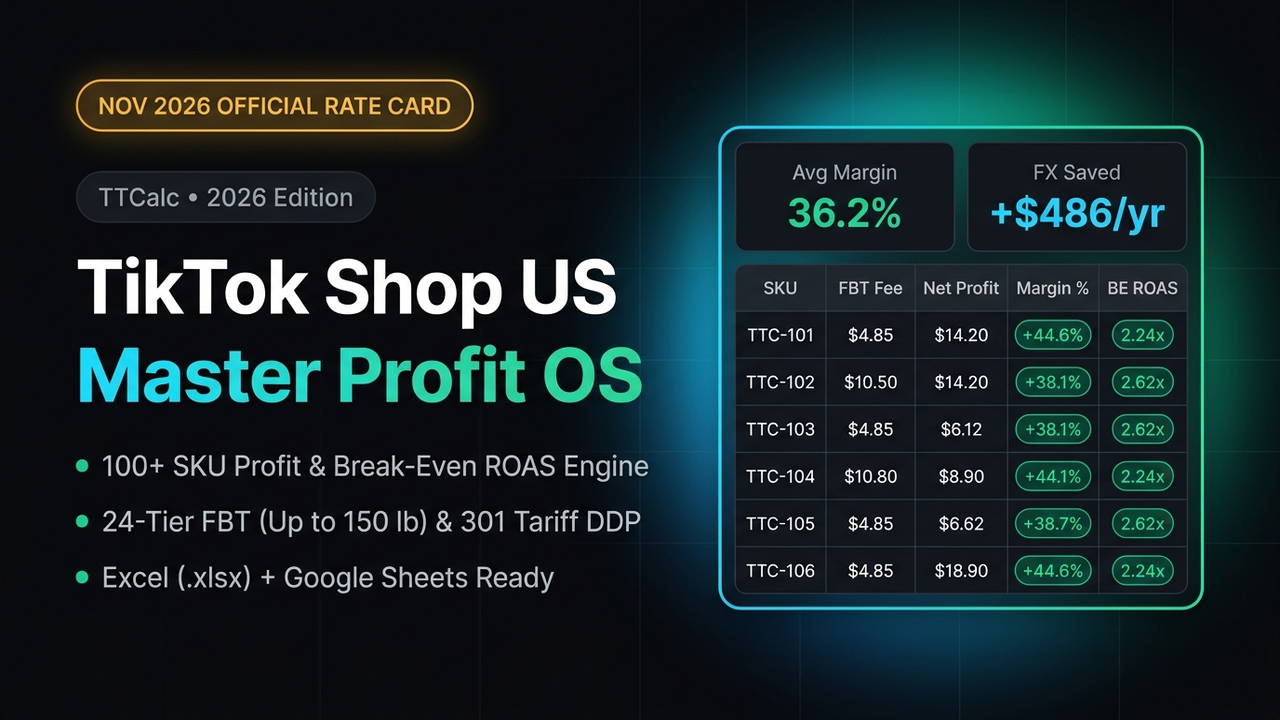 NOV 2026 OFFICIAL RATE CARD
TTCalc • 2026 Edition
TikTok Shop US
Master Profit OS
• 100+ SKU Profit & Break-Even ROAS Engine
• 24-Tier FBT (Up to 150 lb) & 301 Tariff DDP
• Excel (.xlsx) + Google Sheets Ready
Avg Margin
36.2%
FX Saved
+$486/yr
SKU FBT Fee Net Profit Margin % BE ROAS
TTC-101 $4.85 $14.20 +44.6% 2.24x
TTC-102 $10.50 $14.20 +38.1% 2.62x
TTC-103 $4.85 $6.12 +38.1% 2.62x
TTC-104 $10.80 $8.90 +44.1% 2.24x
TTC-105 $4.85 $6.62 +38.7% 2.62x
TTC-106 $4.85 $18.90 +44.6% 2.24x